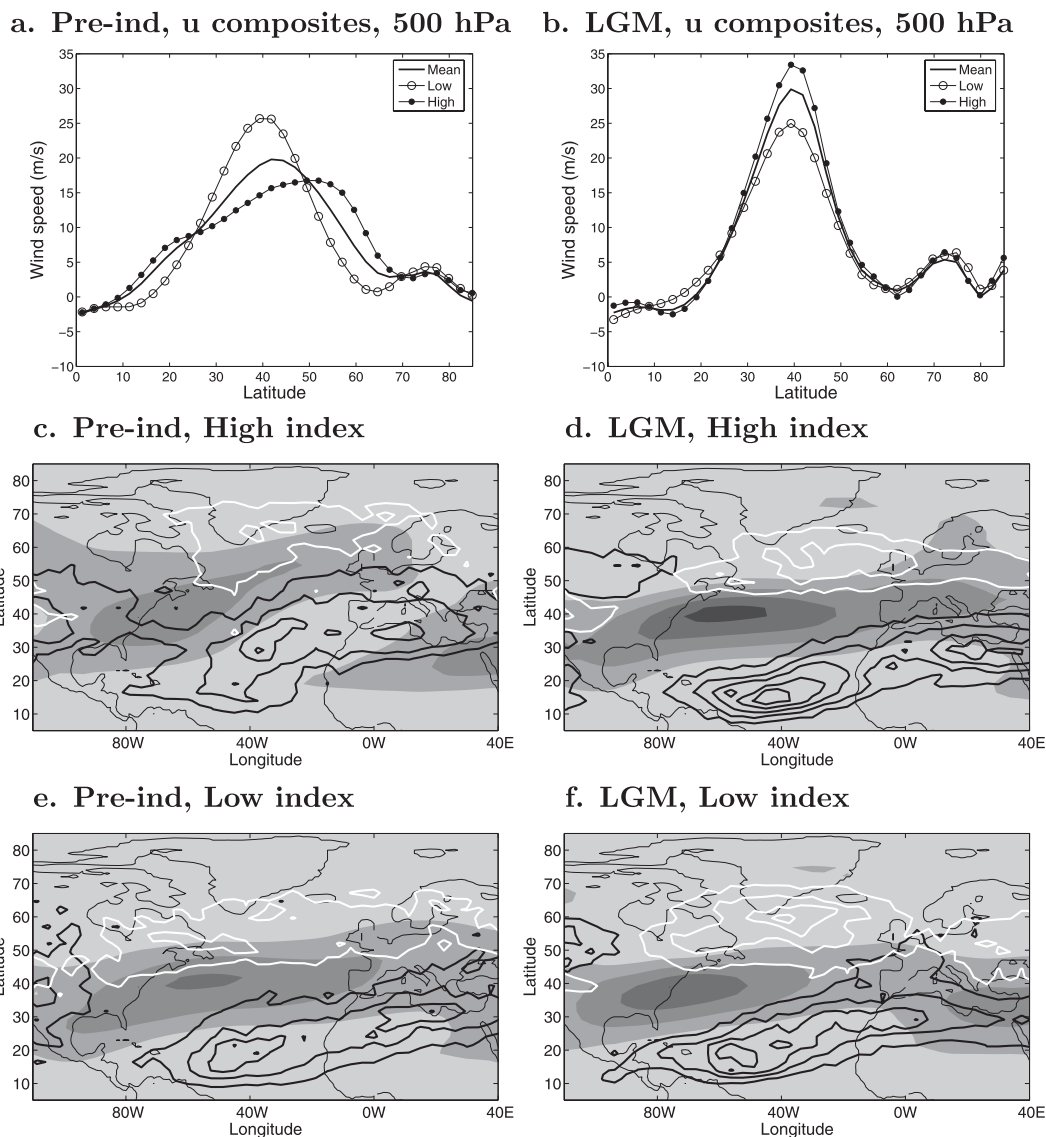 a. Pre-ind, u composites, 500 hPa
b. LGM, u composites, 500 hPa
35
30
25
20
15
10
5
0
−5
−10
Wind speed (m/s)
Mean
Low
High
0 10 20 30 40 50 60 70 80
Latitude
35
30
25
20
15
10
5
0
−5
−10
Wind speed (m/s)
Mean
Low
High
0 10 20 30 40 50 60 70 80
Latitude
c. Pre-ind, High index
d. LGM, High index
80
70
60
50
40
30
20
10
Latitude
80W 40W 0W 40E
Longitude
80
70
60
50
40
30
20
10
Latitude
80W 40W 0W 40E
Longitude
e. Pre-ind, Low index
f. LGM, Low index
80
70
60
50
40
30
20
10
Latitude
80W 40W 0W 40E
Longitude
80
70
60
50
40
30
20
10
Latitude
80W 40W 0W 40E
Longitude